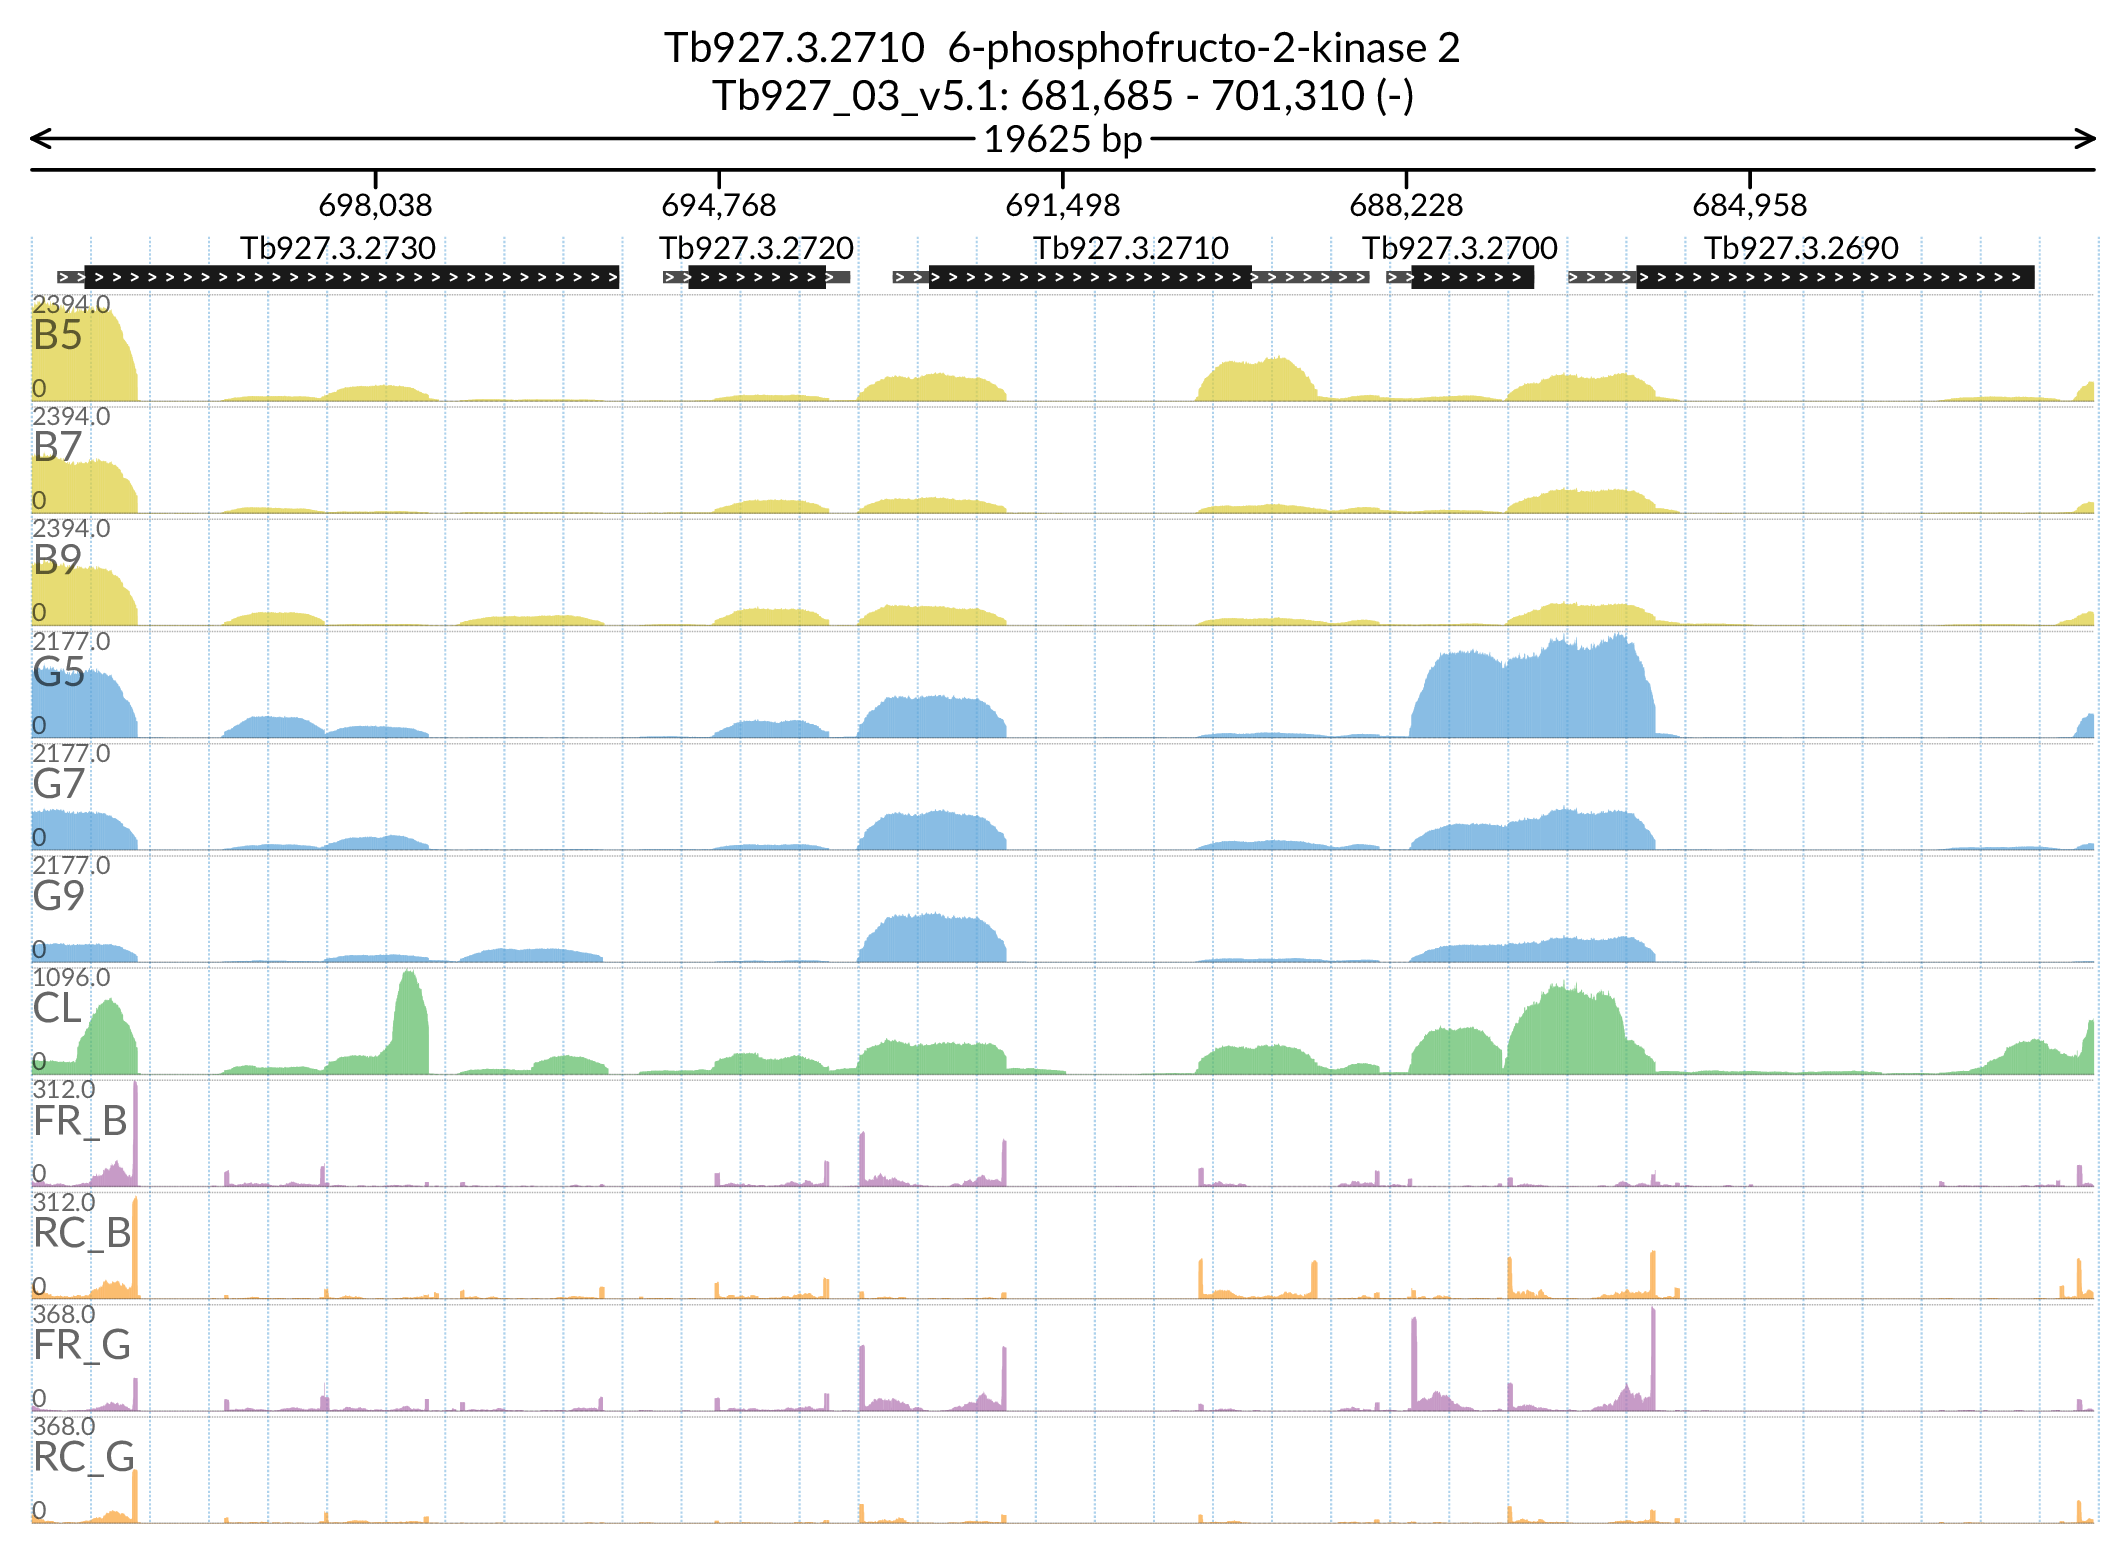 Tb927.3.2710  6-phosphofructo-2-kinase 2
Tb927_03_v5.1: 681,685 - 701,310 (-)
19625 bp
698,038 694,768 691,498 688,228 684,958
Tb927.3.2730 Tb927.3.2720 Tb927.3.2710 Tb927.3.2700 Tb927.3.2690
2394.0
B5
0
2394.0
B7
0
2394.0
B9
0
2177.0
G5
0
2177.0
G7
0
2177.0
G9
0
1096.0
CL
0
312.0
FR_B
0
312.0
RC_B
0
368.0
FR_G
0
368.0
RC_G
0